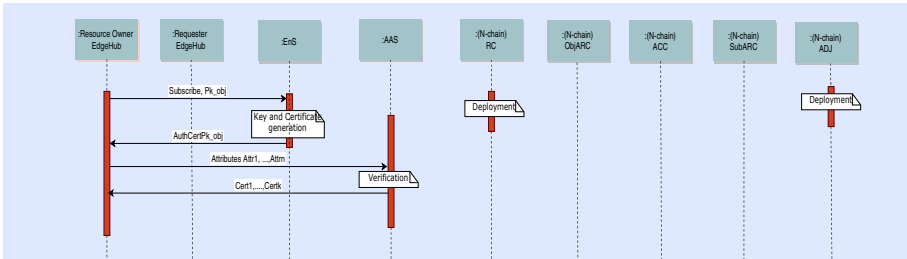 :Resource Owner
EdgeHub
:Requester
EdgeHub
:EnS
:AAS
:(N-chain)
RC
:(N-chain)
ObjARC
:(N-chain)
ACC
:(N-chain)
SubARC
:(N-chain)
ADJ
Subscribe, Pk_obj
Key and Certificate
generation
Deployment
Deployment
AuthCertPk_obj
Attributes Attr1, ...,Attrn
Verification
Cert1,....,Certk